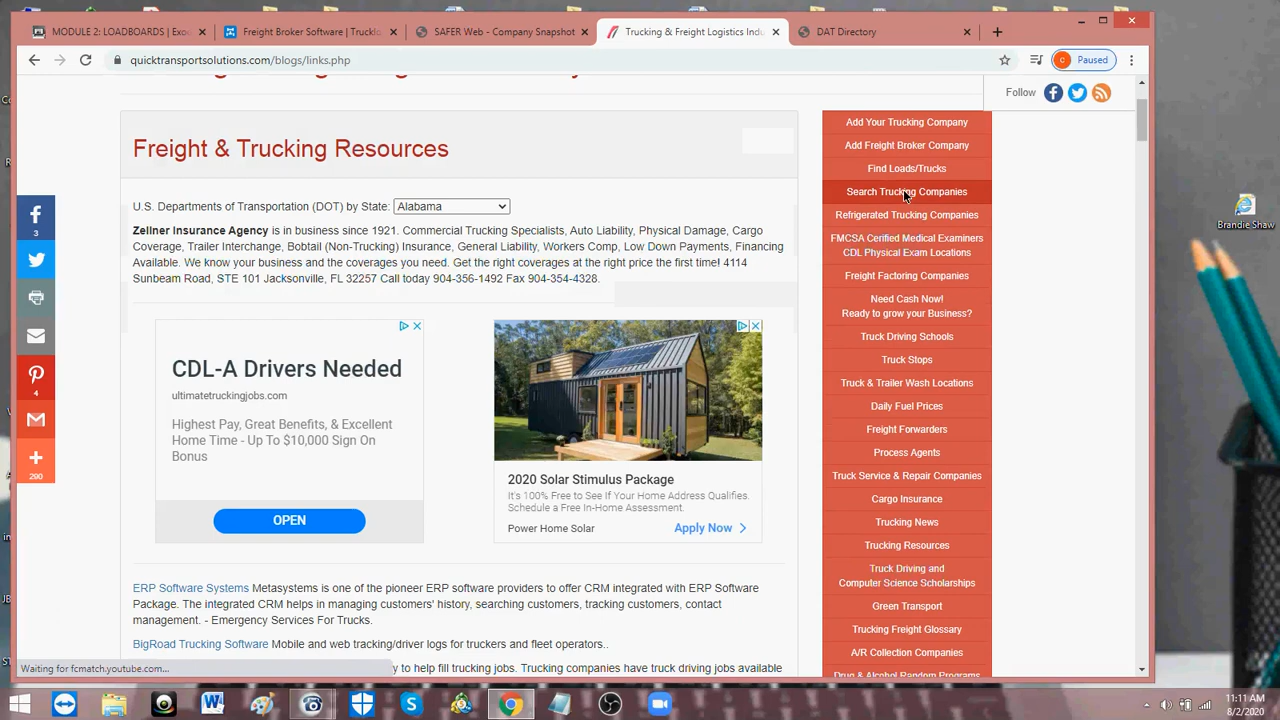 MODULE 2: LOADBOARDS | Exod
Freight Broker Software | Trucklo
SAFER Web - Company Snapshot
Trucking & Freight Logistics Indu
DAT Directory
quicktransportsolutions.com/blogs/links.php
Paused
Follow
Freight & Trucking Resources
U.S. Departments of Transportation (DOT) by State: Alabama
Zellner Insurance Agency is in business since 1921. Commercial Trucking Specialists, Auto Liability, Physical Damage, Cargo
Coverage, Trailer Interchange, Bobtail (Non-Trucking) Insurance, General Liability, Workers Comp, Low Down Payments, Financing
Available. We know your business and the coverages you need. Get the right coverages at the right price the first time! 4114
Sunbeam Road, STE 101 Jacksonville, FL 32257 Call today 904-356-1492 Fax 904-354-4328.
CDL-A Drivers Needed
ultimatetruckingjobs.com
Highest Pay, Great Benefits, & Excellent
Home Time - Up To $10,000 Sign On
Bonus
OPEN
2020 Solar Stimulus Package
It's 100% Free to See If Your Home Address Qualifies.
Schedule a Free In-Home Assessment.
Power Home Solar
Apply Now
ERP Software Systems Metasystems is one of the pioneer ERP software providers to offer CRM integrated with ERP Software
Package. The integrated CRM helps in managing customers' history, searching customers, tracking customers, contact
management. - Emergency Services For Trucks.
BigRoad Trucking Software Mobile and web tracking/driver logs for truckers and fleet operators..
y to help fill trucking jobs. Trucking companies have truck driving jobs available
Add Your Trucking Company
Add Freight Broker Company
Find Loads/Trucks
Search Trucking Companies
Refrigerated Trucking Companies
FMCSA Cerified Medical Examiners
CDL Physical Exam Locations
Freight Factoring Companies
Need Cash Now!
Ready to grow your Business?
Truck Driving Schools
Truck Stops
Truck & Trailer Wash Locations
Daily Fuel Prices
Freight Forwarders
Process Agents
Truck Service & Repair Companies
Cargo Insurance
Trucking News
Trucking Resources
Truck Driving and
Computer Science Scholarships
Green Transport
Trucking Freight Glossary
A/R Collection Companies
Drug & Alcohol Random Programs
3
4
290
Waiting for fcmatch.youtube.com...
Brandie Shaw
11:11 AM
8/2/2020